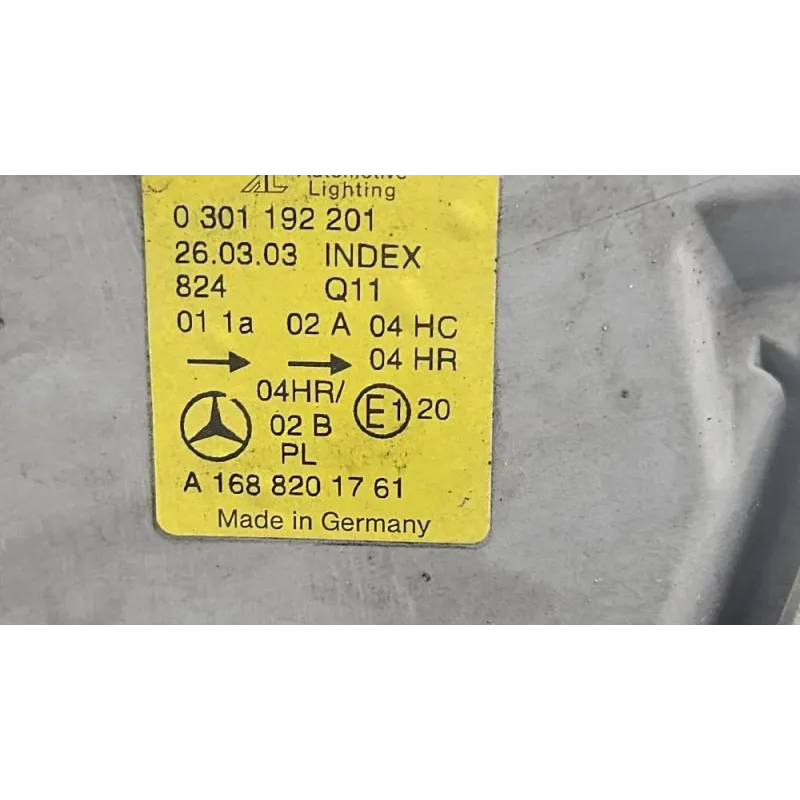 Automotive
Lighting
0 301 192 201
26.03.03 INDEX
824 Q11
01 1a 02 A 04 HC
04 HR
04HR/
02 B E1 20
PL
A 168 820 17 61
Made in Germany